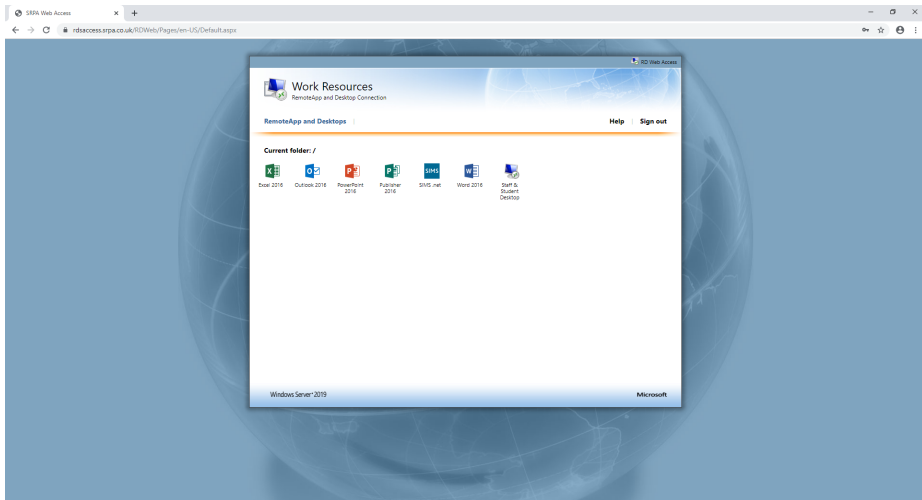 SRPA Web Access
rdsaccess.srpa.co.uk/RDWeb/Pages/en-US/Default.aspx
RD Web Access
Work Resources
RemoteApp and Desktop Connection
RemoteApp and Desktops
Help
Sign out
Current folder: /
SIMS
Excel 2016
Outlook 2016
PowerPoint
2016
Publisher
2016
SIMS .net
Word 2016
Staff &
Student
Desktop
Windows Server® 2019
Microsoft